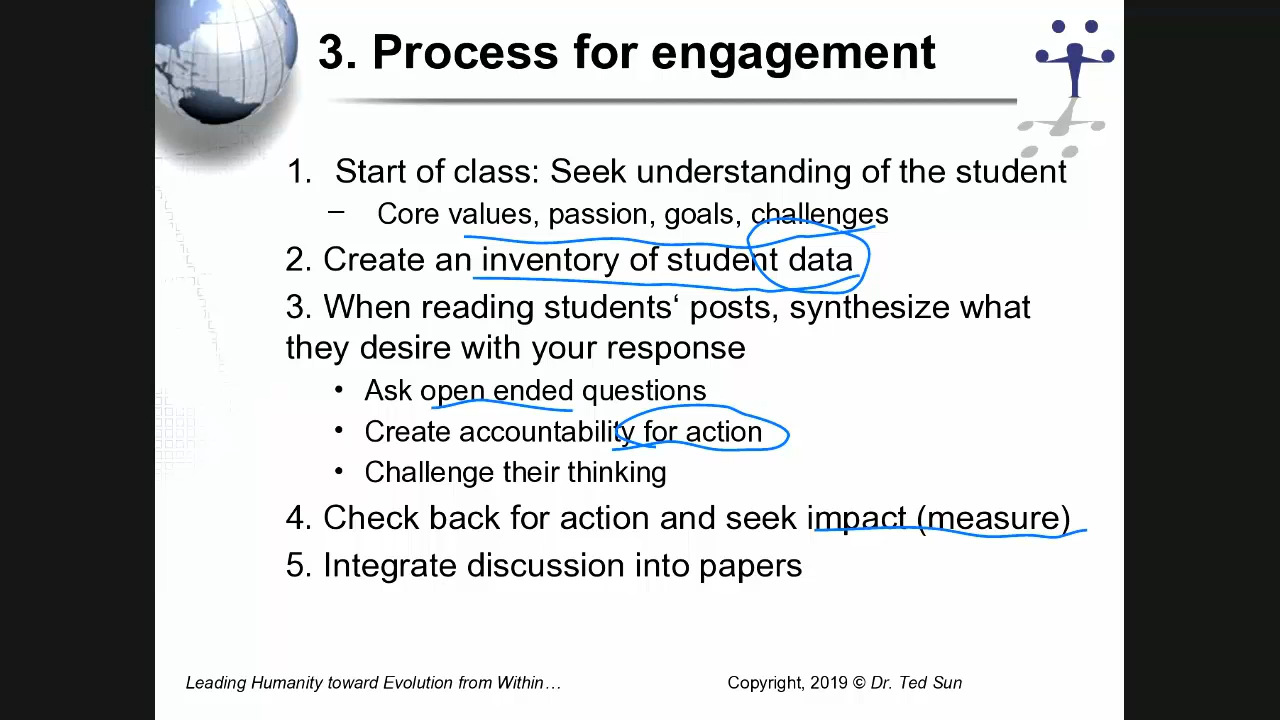 3. Process for engagement
1. Start of class: Seek understanding of the student
– Core values, passion, goals, challenges
2. Create an inventory of student data
3. When reading students‘ posts, synthesize what
they desire with your response
• Ask open ended questions
• Create accountability for action
• Challenge their thinking
4. Check back for action and seek impact (measure)
5. Integrate discussion into papers
Leading Humanity toward Evolution from Within… Copyright, 2019 © Dr. Ted Sun